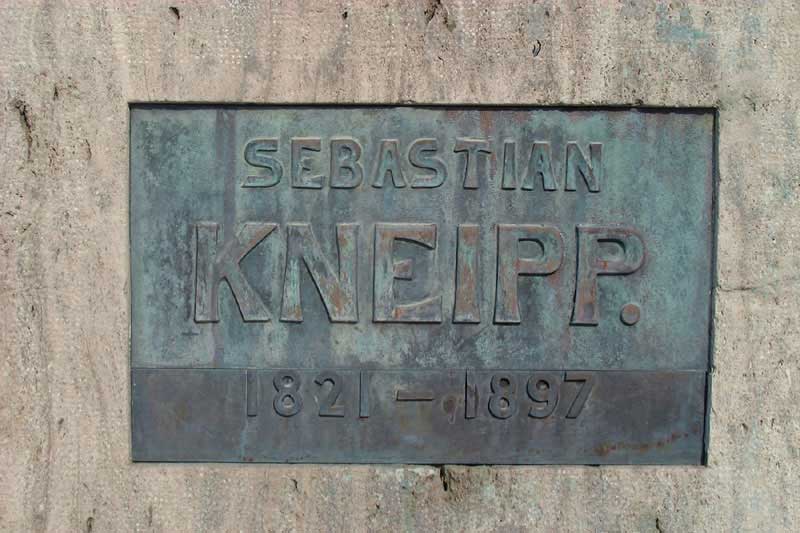 SEBASTIAN
KNEIPP.
1821 – 1897